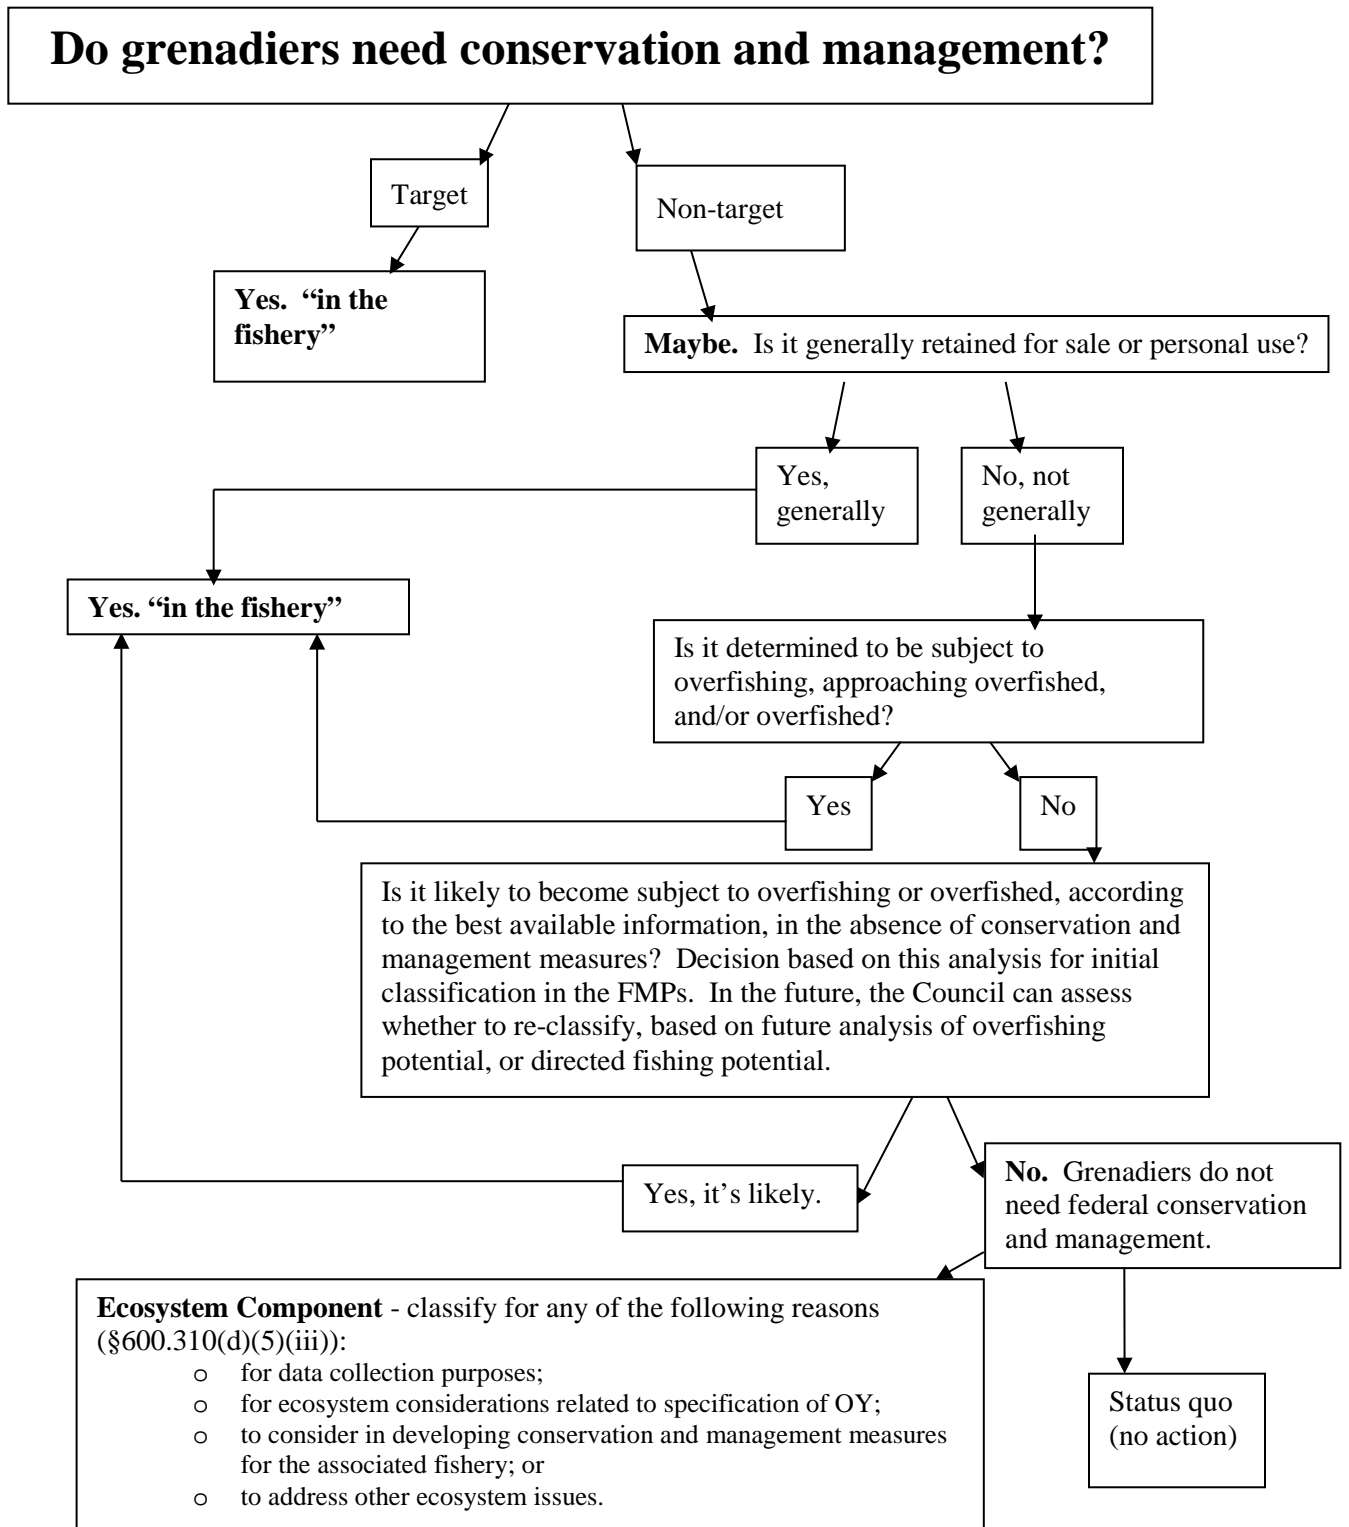 Do grenadiers need conservation and management?
Target
Non-target
Yes. “in the
fishery”
Maybe. Is it generally retained for sale or personal use?
Yes,
generally
No, not
generally
Yes. “in the fishery”
Is it determined to be subject to
overfishing, approaching overfished,
and/or overfished?
Yes
No
Is it likely to become subject to overfishing or overfished, according
to the best available information, in the absence of conservation and
management measures? Decision based on this analysis for initial
classification in the FMPs. In the future, the Council can assess
whether to re-classify, based on future analysis of overfishing
potential, or directed fishing potential.
Yes, it’s likely.
No. Grenadiers do not
need federal conservation
and management.
Ecosystem Component - classify for any of the following reasons
(§600.310(d)(5)(iii)):
o for data collection purposes;
o for ecosystem considerations related to specification of OY;
o to consider in developing conservation and management measures
for the associated fishery; or
o to address other ecosystem issues.
Status quo
(no action)